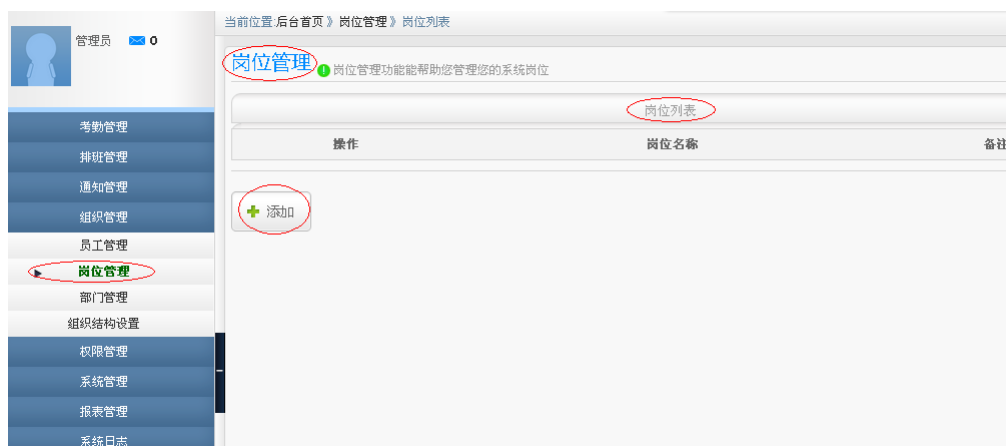 当前位置:后台首页》岗位管理》岗位列表
管理员 0
岗位管理 岗位管理功能能帮助您管理您的系统岗位
岗位列表
操作 岗位名称 备注
添加
考勤管理
排班管理
通知管理
组织管理
员工管理
岗位管理
部门管理
组织结构设置
权限管理
系统管理
报表管理
系统日志